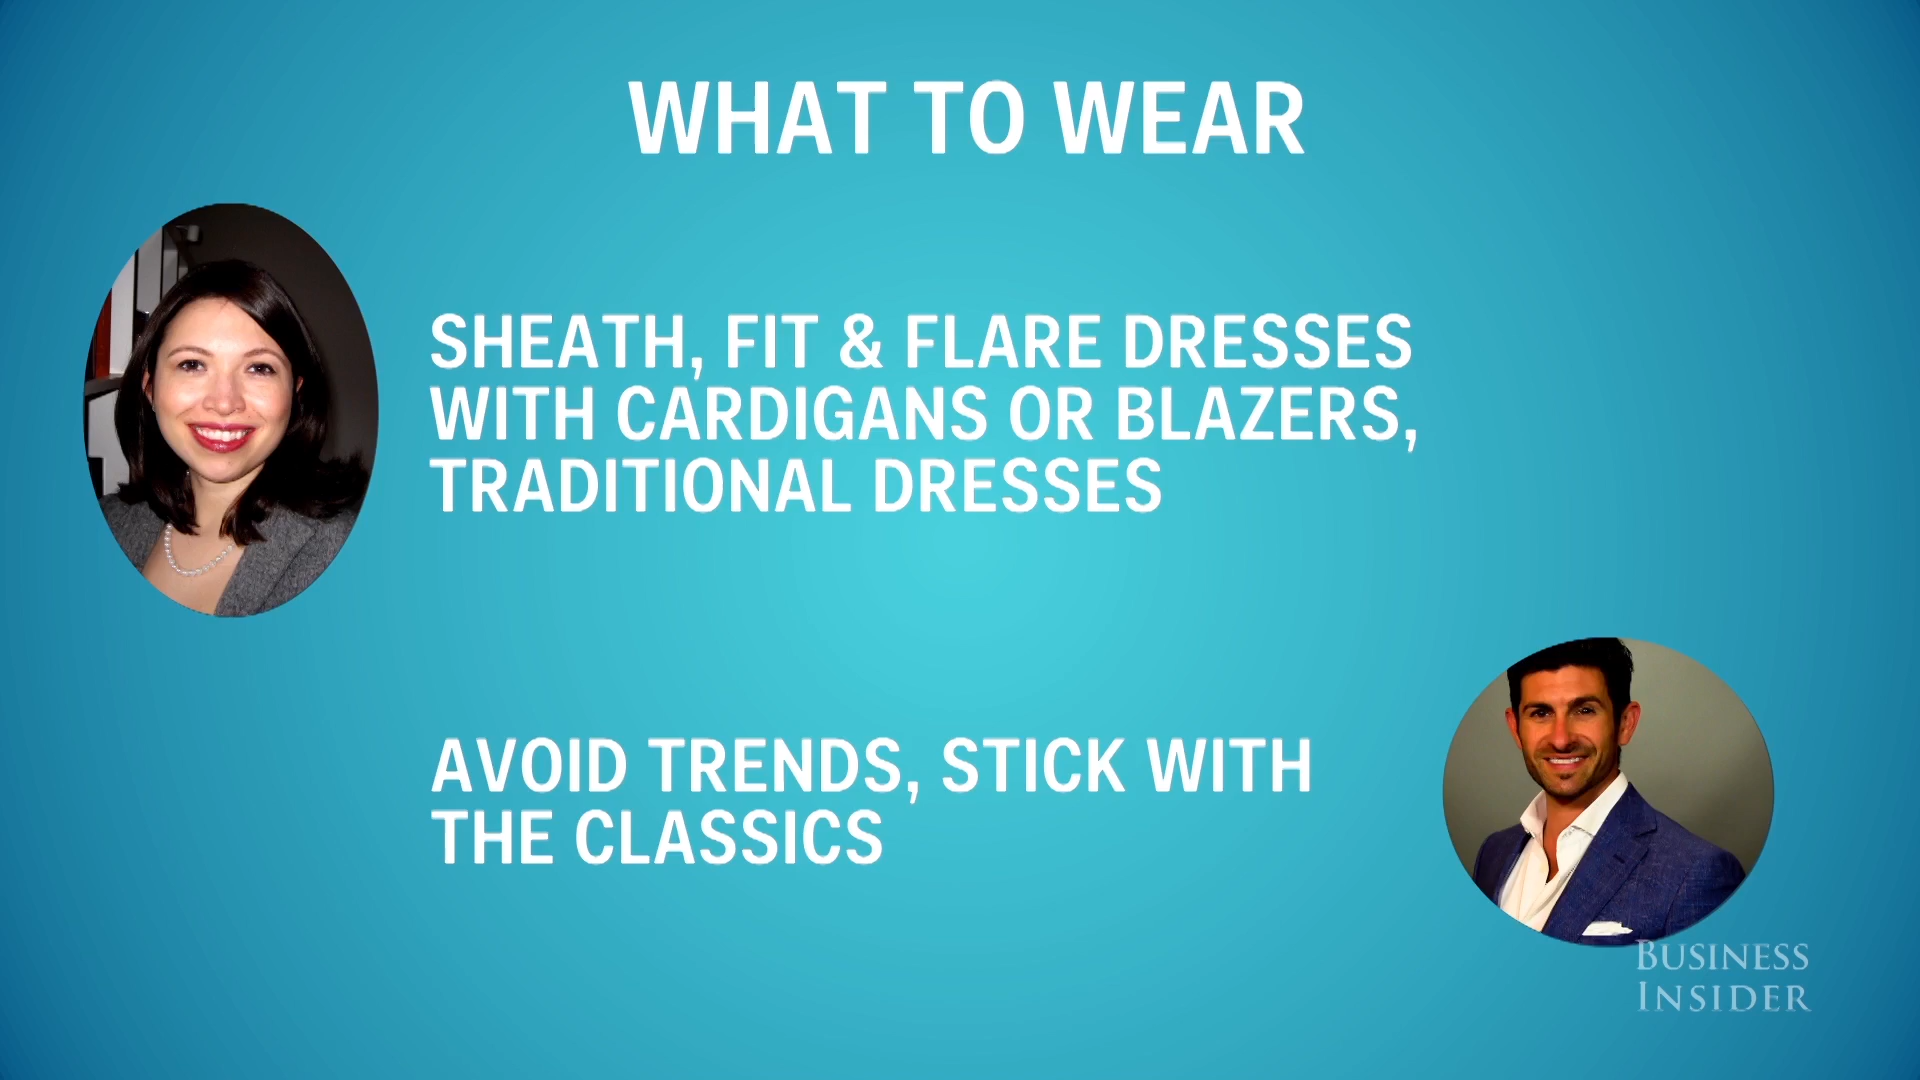 WHAT TO WEAR
SHEATH, FIT & FLARE DRESSES
WITH CARDIGANS OR BLAZERS,
TRADITIONAL DRESSES
AVOID TRENDS, STICK WITH
THE CLASSICS
BUSINESS
INSIDER